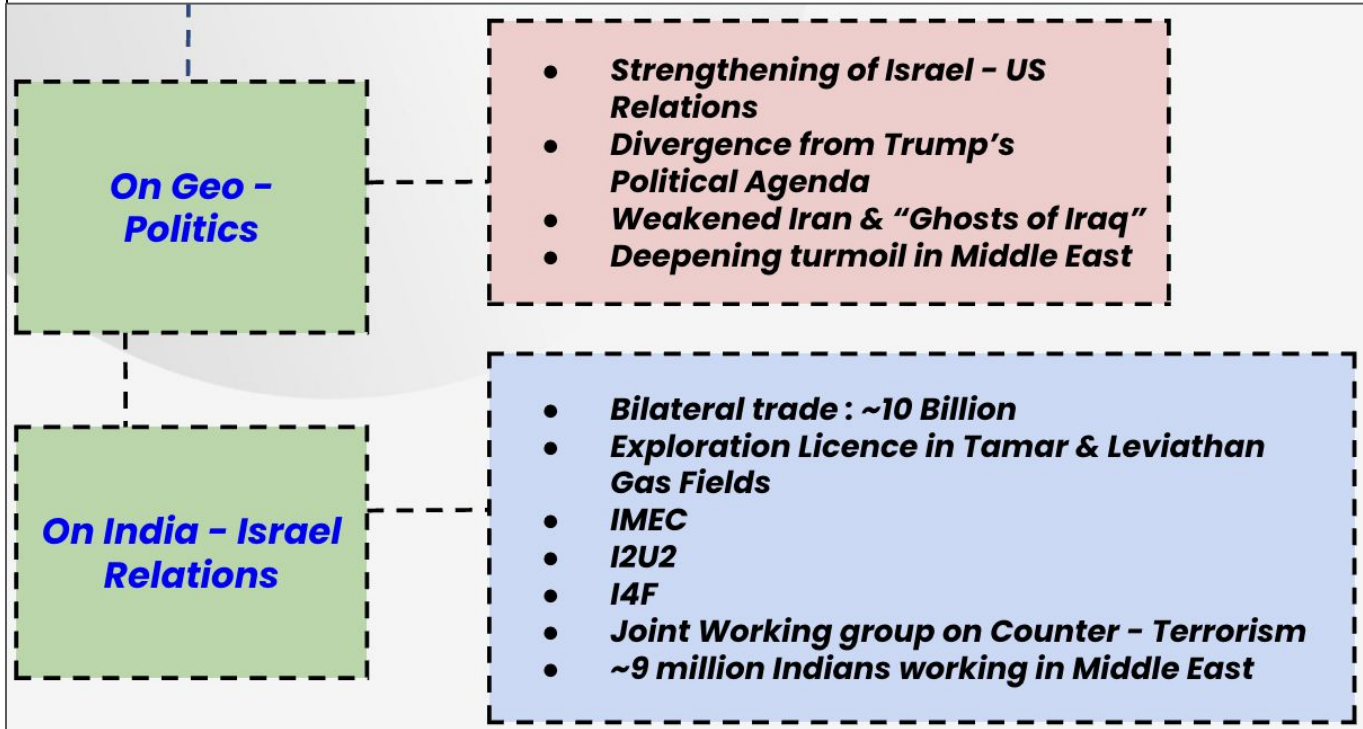 On Geo -
Politics
● Strengthening of Israel - US
Relations
● Divergence from Trump's
Political Agenda
● Weakened Iran & “Ghosts of Iraq”
● Deepening turmoil in Middle East
On India - Israel
Relations
● Bilateral trade : ~10 Billion
● Exploration Licence in Tamar & Leviathan
Gas Fields
● IMEC
● I2U2
● I4F
● Joint Working group on Counter - Terrorism
● ~9 million Indians working in Middle East